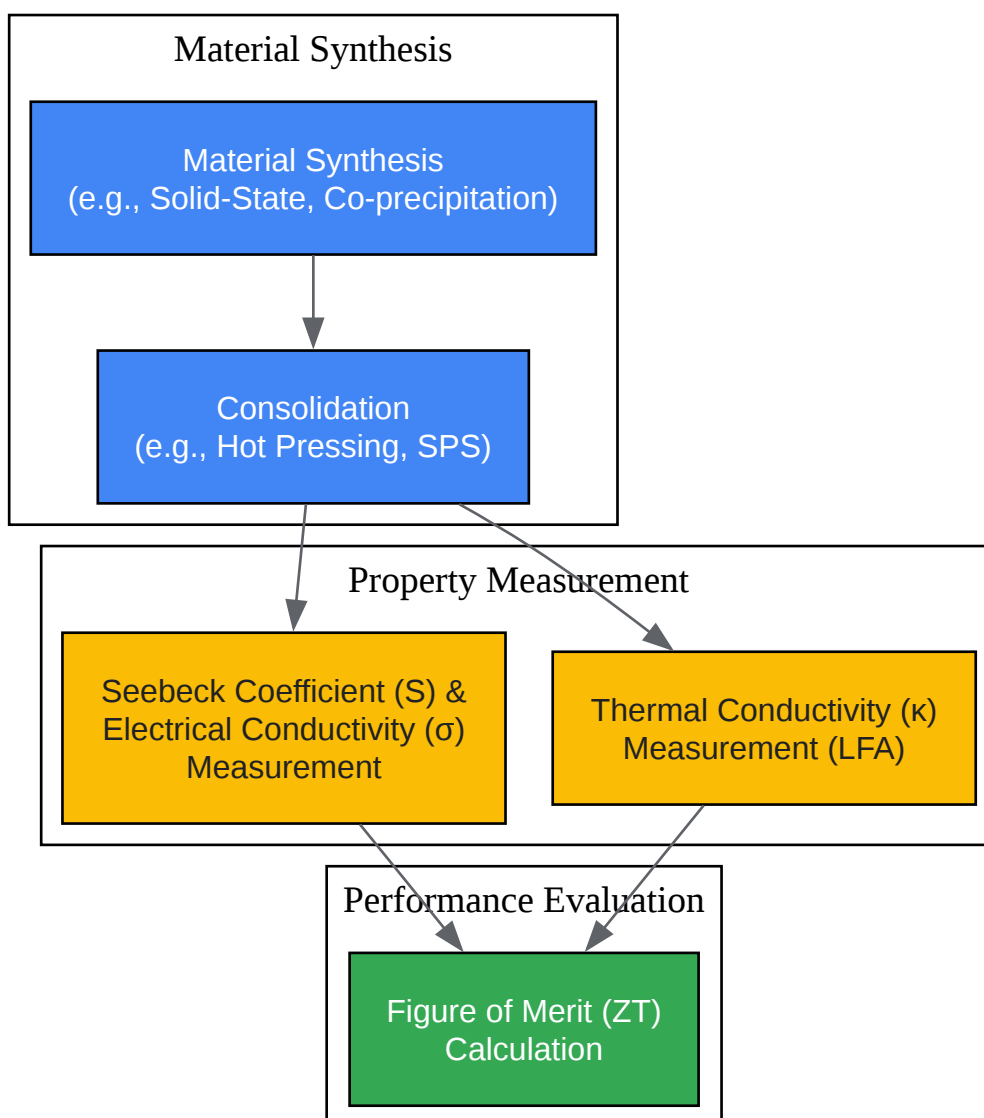 Material Synthesis
Material Synthesis
(e.g., Solid-State, Co-precipitation)
Consolidation
(e.g., Hot Pressing, SPS)
Property Measurement
Seebeck Coefficient (S) &
Electrical Conductivity (σ)
Measurement
Thermal Conductivity (κ)
Measurement (LFA)
Performance Evaluation
Figure of Merit (ZT)
Calculation